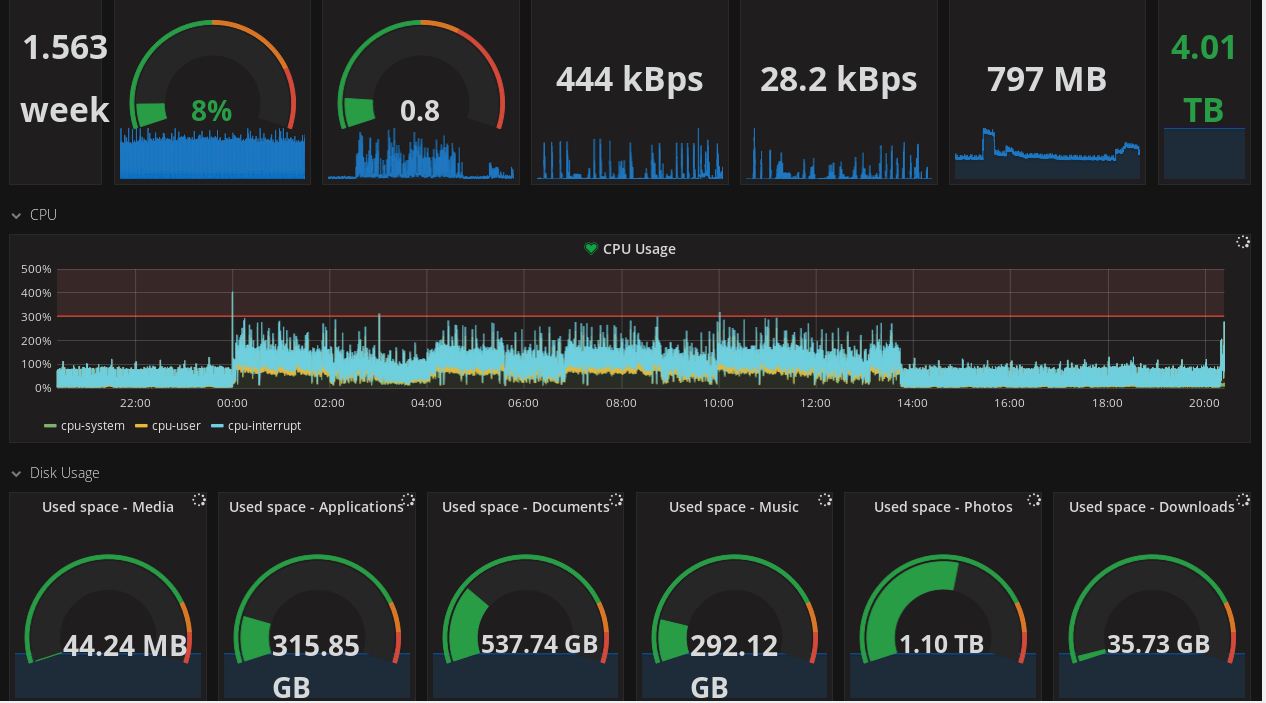 1.563
week
8%
0.8
444 kBps
28.2 kBps
797 MB
4.01
TB
CPU
CPU Usage
500%
400%
300%
200%
100%
0%
22:00 00:00 02:00 04:00 06:00 08:00 10:00 12:00 14:00 16:00 18:00 20:00
cpu-system cpu-user cpu-interrupt
Disk Usage
Used space - Media
Used space - Applications
Used space - Documents
Used space - Music
Used space - Photos
Used space - Downloads
44.24 MB
315.85
GB
537.74 GB
292.12
GB
1.10 TB
35.73 GB